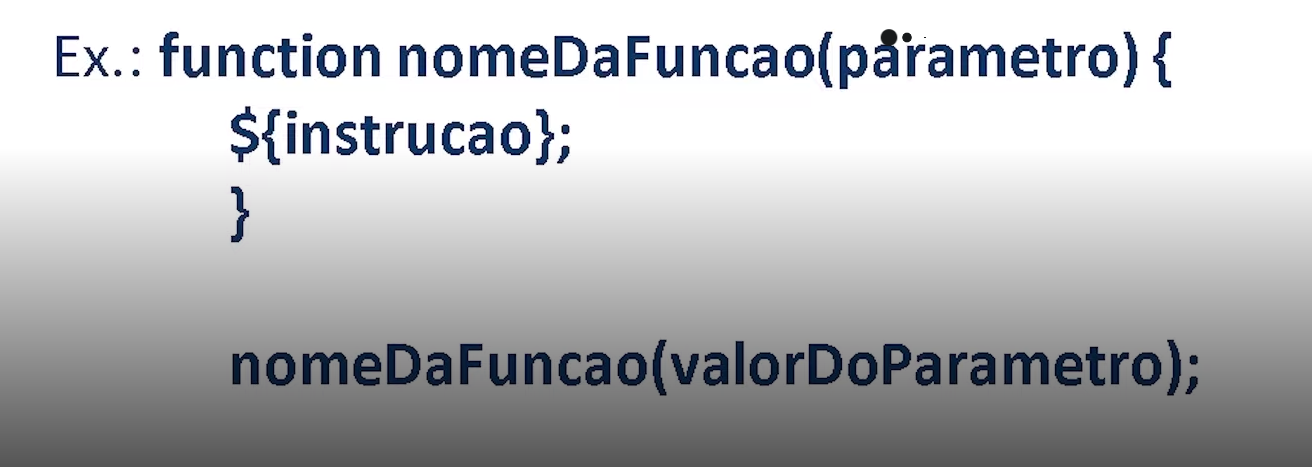 Ex.: function nomeDaFuncao(parametro) {
${instrucao};
}
nomeDaFuncao(valorDoParametro);